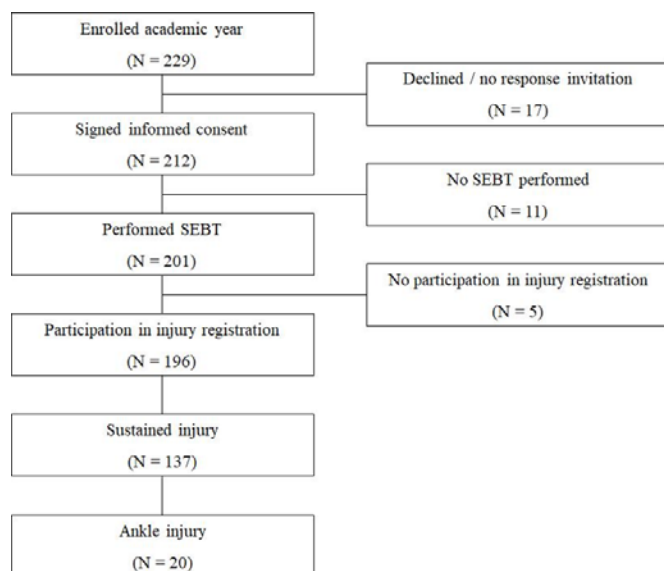 Enrolled academic year
(N = 229)
Declined / no response invitation
(N = 17)
Signed informed consent
(N = 212)
No SEBT performed
(N = 11)
Performed SEBT
(N = 201)
No participation in injury registration
(N = 5)
Participation in injury registration
(N = 196)
Sustained injury
(N = 137)
Ankle injury
(N = 20)